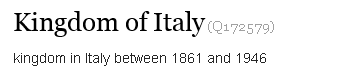 Kingdom of Italy (Q172579)
kingdom in Italy between 1861 and 1946